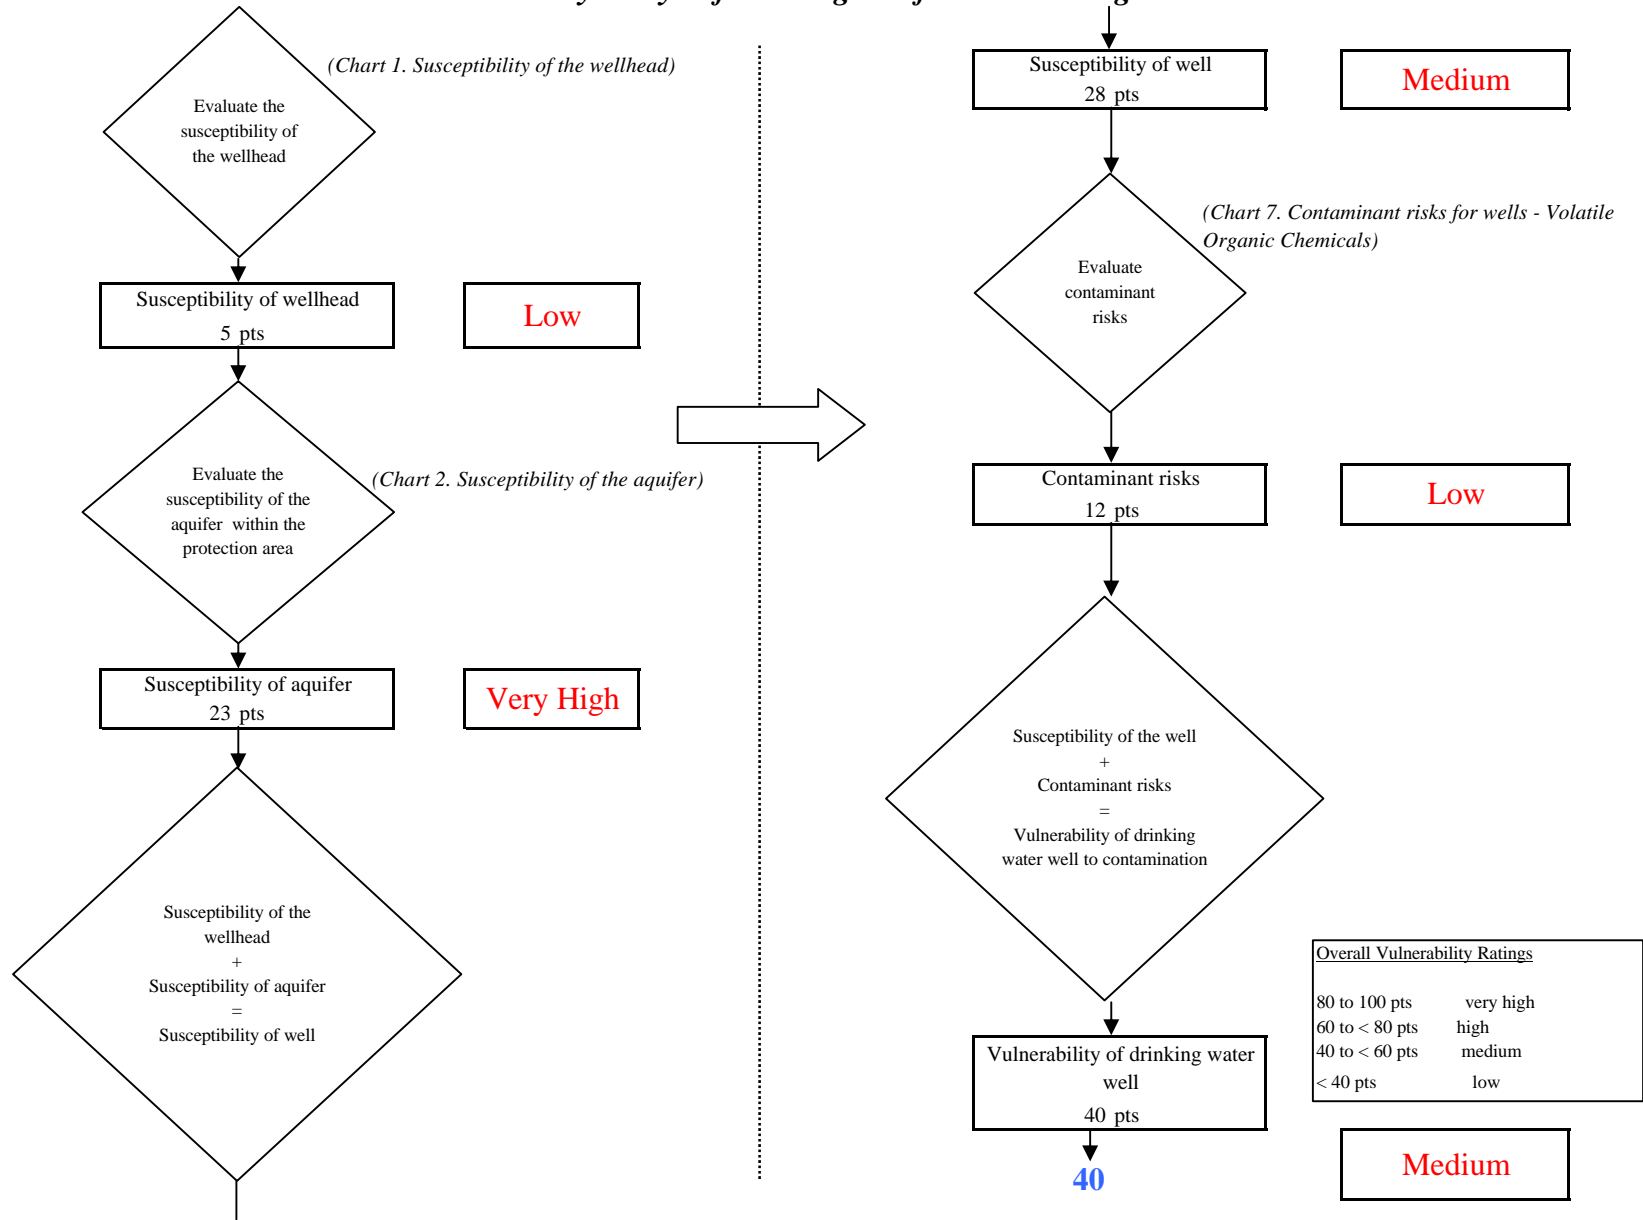 (Chart 1. Susceptibility of the wellhead)
Evaluate the
susceptibility of
the wellhead
Susceptibility of wellhead
5 pts
Low
Evaluate the
susceptibility of the
aquifer within the
protection area
(Chart 2. Susceptibility of the aquifer)
Susceptibility of aquifer
23 pts
Very High
Susceptibility of the
wellhead
+
Susceptibility of aquifer
=
Susceptibility of well
Susceptibility of well
28 pts
Medium
(Chart 7. Contaminant risks for wells - Volatile
Organic Chemicals)
Evaluate
contaminant
risks
Contaminant risks
12 pts
Low
Susceptibility of the well
+
Contaminant risks
=
Vulnerability of drinking
water well to contamination
Overall Vulnerability Ratings
80 to 100 pts very high
60 to < 80 pts high
40 to < 60 pts medium
< 40 pts low
Vulnerability of drinking water
well
40 pts
40
Medium